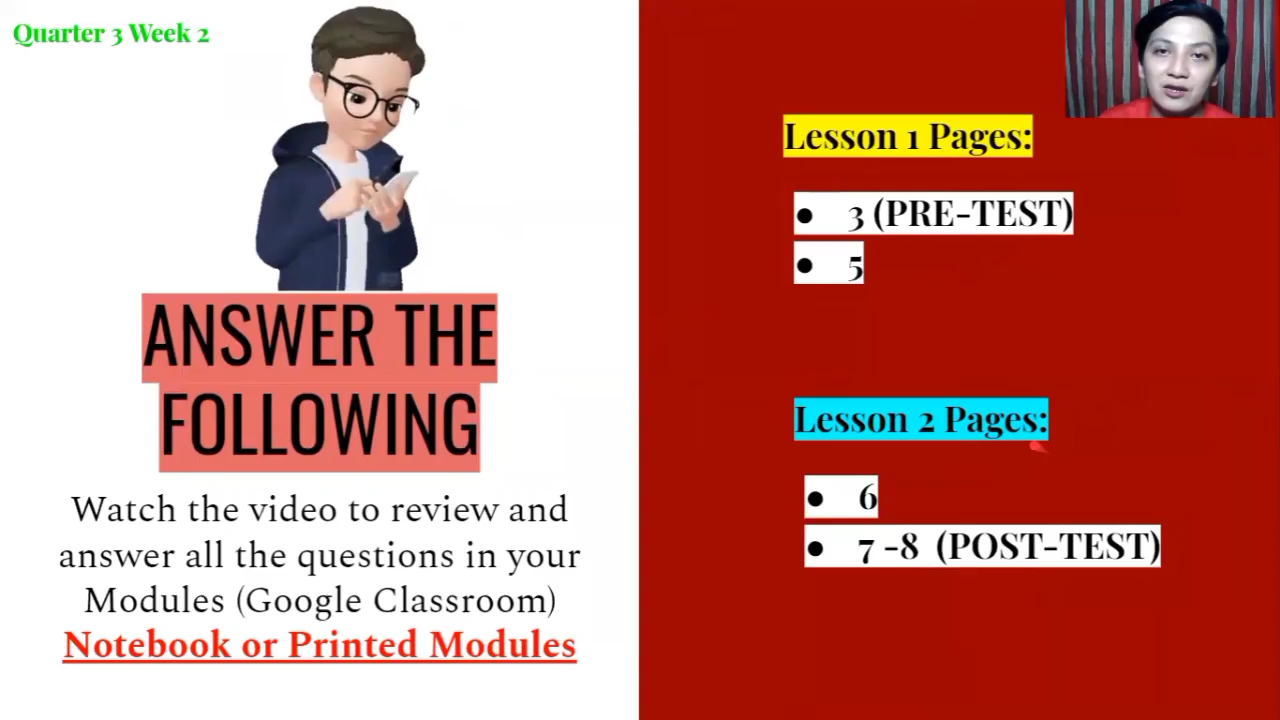 Quarter 3 Week 2
ANSWER THE
FOLLOWING
Watch the video to review and
answer all the questions in your
Modules (Google Classroom)
Notebook or Printed Modules
Lesson 1 Pages:
● 3 (PRE-TEST)
● 5
Lesson 2 Pages:
● 6
● 7 -8 (POST-TEST)